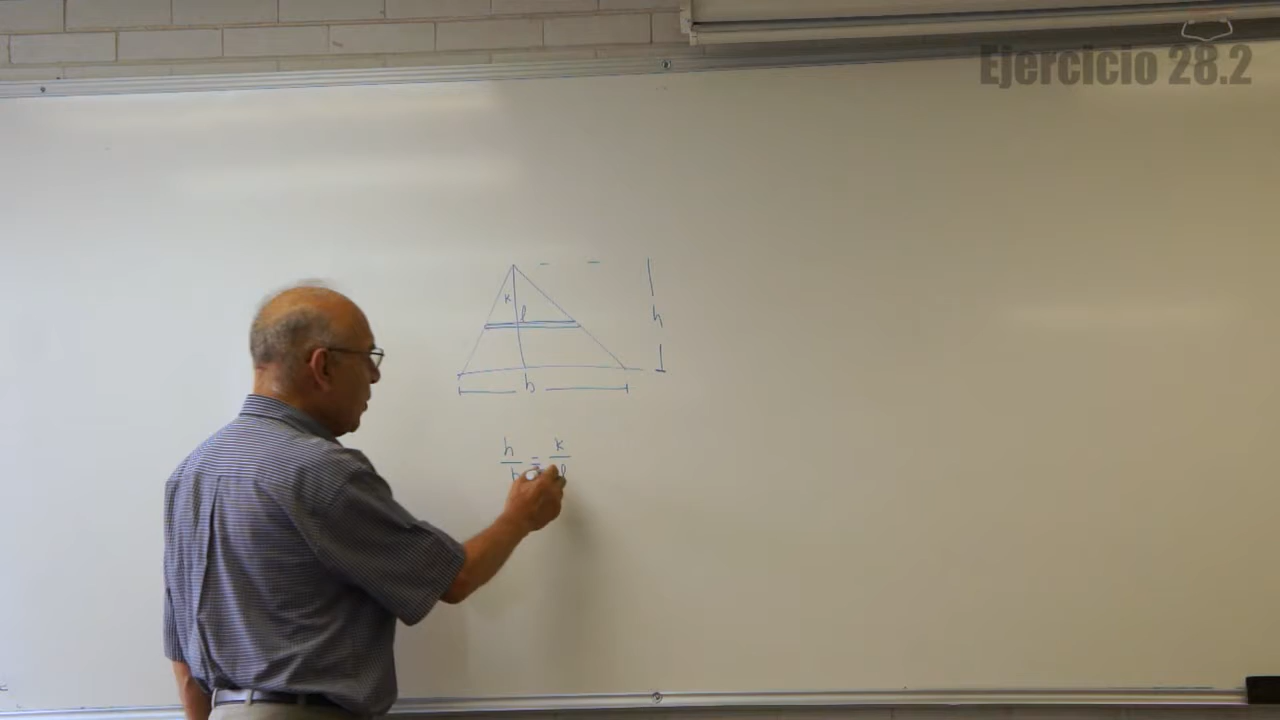 Ejercicio 28.2
k
l
h
b
h/b = k/l